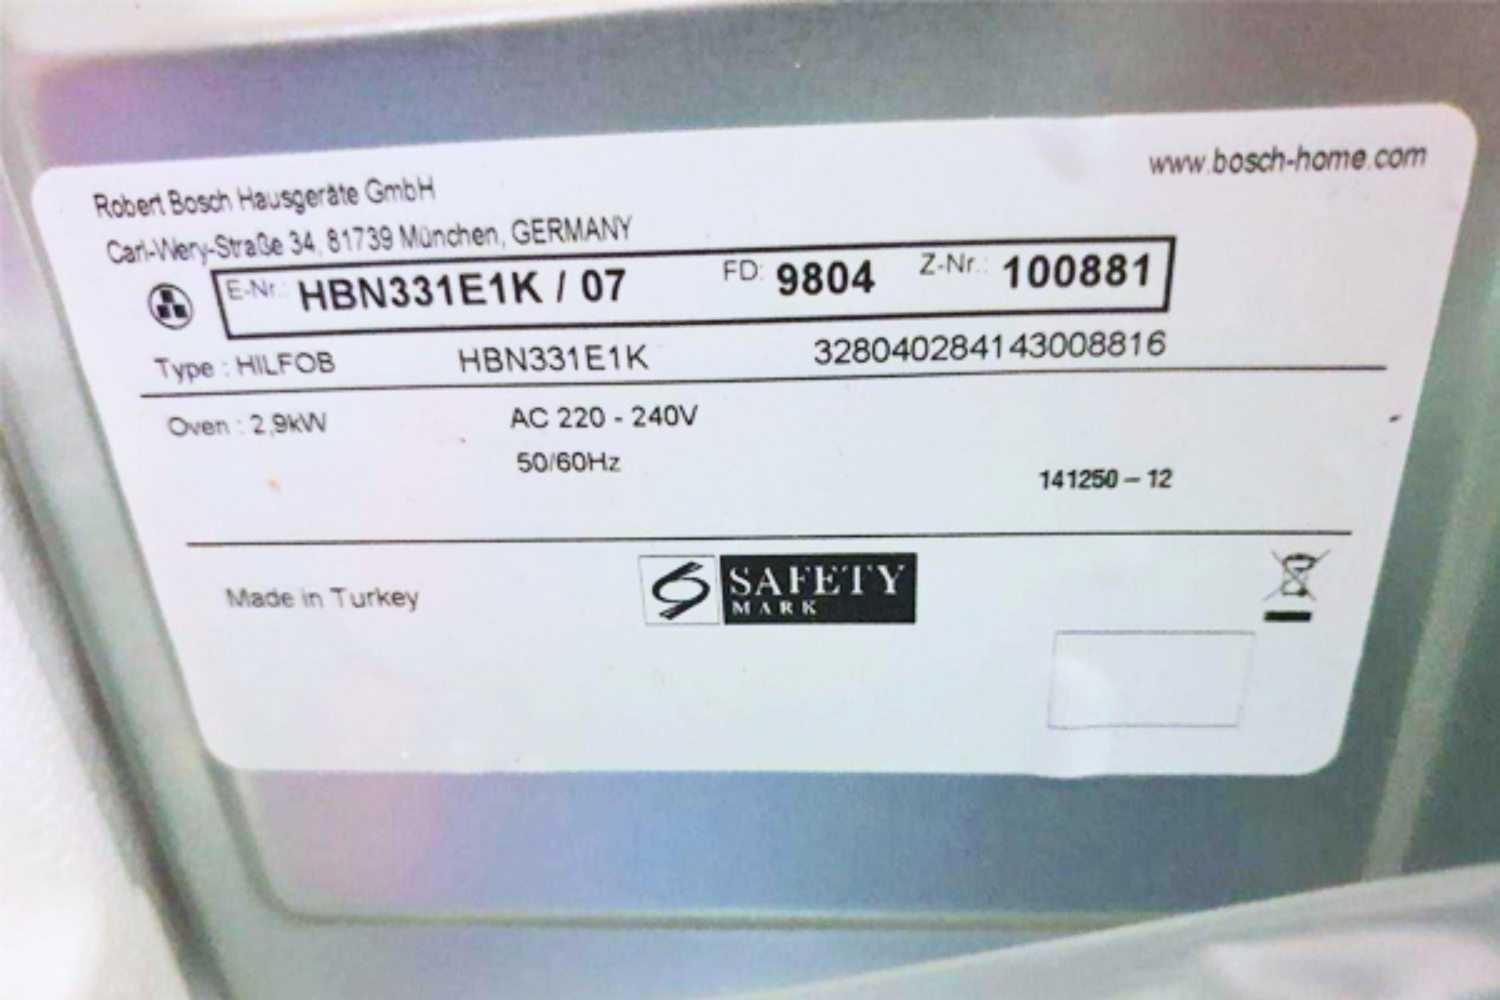 www.bosch-home.com
Robert Bosch Hausgeräte GmbH
Carl-Wery-Straße 34, 81739 München, GERMANY
E-Nr.: HBN331E1K / 07 FD: 9804 Z-Nr.: 100881
Type : HILFOB HBN331E1K 328040284143008816
Oven : 2,9kW AC 220 - 240V
50/60Hz
141250 – 12
Made in Turkey
SAFETY
MARK